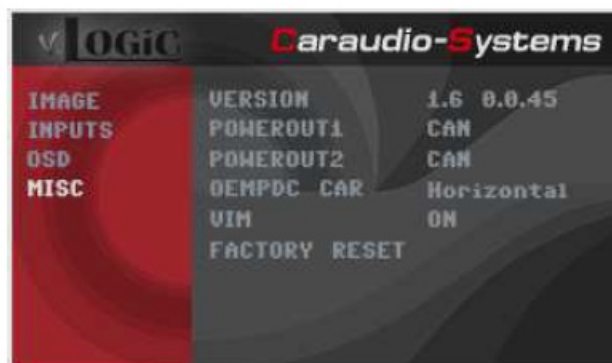 v.LOGiC Caraudio-Systems
IMAGE
INPUTS
OSD
MISC
VERSION 1.6 0.0.45
POWEROUT1 CAN
POWEROUT2 CAN
OEMPDC CAR Horizontal
VIM ON
FACTORY RESET